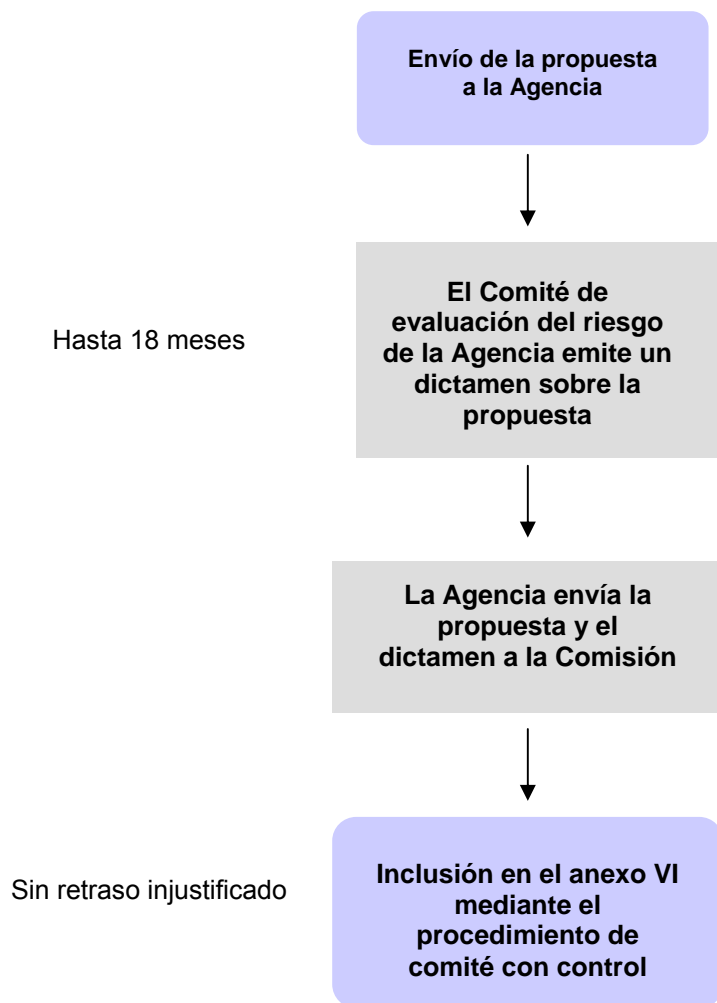 Envío de la propuesta
a la Agencia
Hasta 18 meses
El Comité de
evaluación del riesgo
de la Agencia emite un
dictamen sobre la
propuesta
La Agencia envía la
propuesta y el
dictamen a la Comisión
Sin retraso injustificado
Inclusión en el anexo VI
mediante el
procedimiento de
comité con control